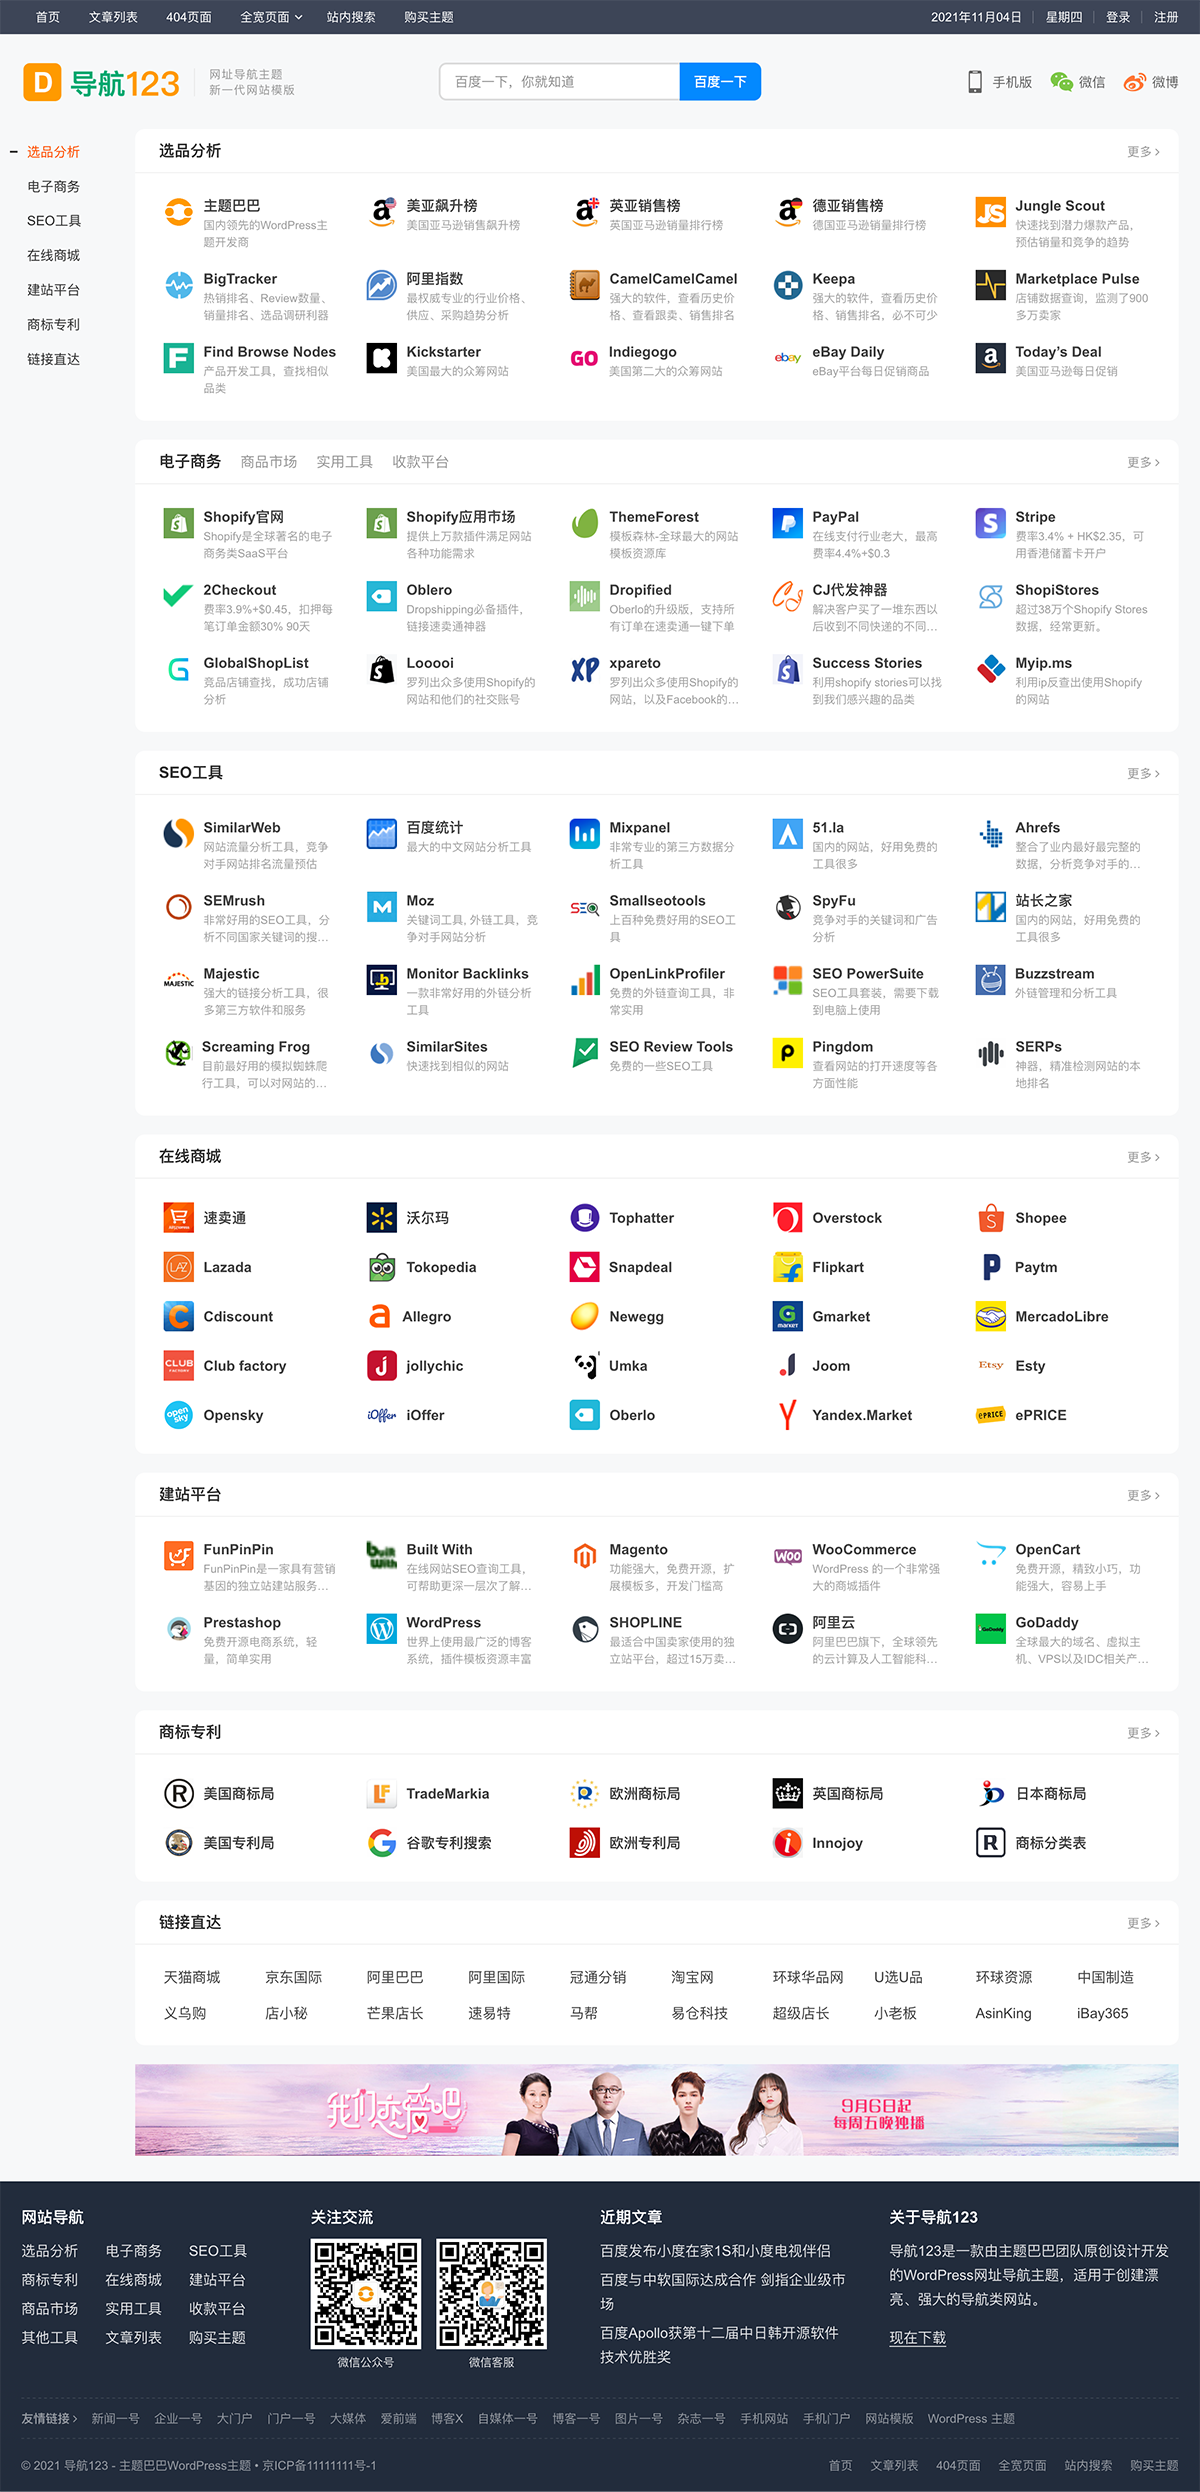 首页 文章列表 404页面 全宽页面 站内搜索 购买主题 2021年11月04日 星期四 登录 注册
D 导航123 网址导航主题 百度一下，你就知道 百度一下 手机版 微信 微博
新一代网站模版
选品分析
电子商务
SEO工具
在线商城
建站平台
商标专利
链接直达
选品分析 更多
主题巴巴 美亚飙升榜 英亚销售榜 德亚销售榜 Jungle Scout
国内领先的WordPress主 美国亚马逊销售飙升榜 英国亚马逊销量排行榜 德国亚马逊销量排行榜 快速找到潜力爆款产品，
题开发商 预估销量和竞争的趋势
BigTracker 阿里指数 CamelCamelCamel Keepa Marketplace Pulse
热销排名、Review数量、 最权威专业的行业价格、 强大的软件，查看历史价 强大的软件，查看历史价 店铺数据查询，监测了900
销量排名、选品调研利器 供应、采购趋势分析 格、查看跟卖、销售排名 格、销售排名，必不可少 多万卖家
Find Browse Nodes Kickstarter Indiegogo eBay Daily Today’s Deal
产品开发工具，查找相似 美国最大的众筹网站 美国第二大的众筹网站 eBay平台每日促销商品 美国亚马逊每日促销
品类
电子商务 商品市场 实用工具 收款平台 更多
Shopify官网 Shopify应用市场 ThemeForest PayPal Stripe
Shopify是全球著名的电子 提供上万款插件满足网站 模板森林-全球最大的网站 在线支付行业老大，最高 费率3.4% + HK$2.35，可
商务类SaaS平台 各种功能需求 模板资源库 费率4.4%+$0.3 用香港储蓄卡开户
2Checkout Oblero Dropified CJ代发神器 ShopiStores
费率3.9%+$0.45，扣押每 Dropshipping必备插件， Oberlo的升级版，支持所 解决客户买了一堆东西以 超过38万个Shopify Stores
笔订单金额30% 90天 链接速卖通神器 有订单在速卖通一键下单 后收到不同快递的不同... 数据，经常更新。
GlobalShopList Looooi xpareto Success Stories Myip.ms
竞品店铺查找，成功店铺 罗列出众多使用Shopify的 罗列出众多使用Shopify的 利用shopify stories可以找 利用ip反查出使用Shopify
分析 网站和他们的社交账号 网站，以及Facebook的... 到我们感兴趣的品类 的网站
SEO工具 更多
SimilarWeb 百度统计 Mixpanel 51.la Ahrefs
网站流量分析工具，竞争 最大的中文网站分析工具 非常专业的第三方数据分 国内的网站，好用免费的 整合了业内最好最完整的
对手网站排名流量预估 析工具 工具很多 数据，分析竞争对手的...
SEMrush Moz Smallseotools SpyFu 站长之家
非常好用的SEO工具，分 关键词工具, 外链工具，竞 上百种免费好用的SEO工 竞争对手的关键词和广告 国内的网站，好用免费的
析不同国家关键词的搜... 争对手网站分析 具 分析 工具很多
Majestic Monitor Backlinks OpenLinkProfiler SEO PowerSuite Buzzstream
强大的链接分析工具，很 一款非常好用的外链分析 免费的外链查询工具，非 SEO工具套装，需要下载 外链管理和分析工具
多第三方软件和服务 工具 常实用 到电脑上使用
Screaming Frog SimilarSites SEO Review Tools Pingdom SERPs
目前最好用的模拟蜘蛛爬 快速找到相似的网站 免费的一些SEO工具 查看网站的打开速度等各 神器，精准检测网站的本
行工具，可以对网站的... 方面性能 地排名
在线商城 更多
速卖通 沃尔玛 Tophatter Overstock Shopee
Lazada Tokopedia Snapdeal Flipkart Paytm
Cdiscount Allegro Newegg Gmarket MercadoLibre
Club factory jollychic Umka Joom Esty
Opensky iOffer Oberlo Yandex.Market ePRICE
建站平台 更多
FunPinPin Built With Magento WooCommerce OpenCart
FunPinPin是一家具有营销 在线网站SEO查询工具， 功能强大，免费开源，扩 WordPress 的一个非常强 免费开源，精致小巧，功
基因的独立站建站服务... 可帮助更深一层次了解... 展模板多，开发门槛高 大的商城插件 能强大，容易上手
Prestashop WordPress SHOPLINE 阿里云 GoDaddy
免费开源电商系统，轻 世界上使用最广泛的博客 最适合中国卖家使用的独 阿里巴巴旗下，全球领先 全球最大的域名、虚拟主
量，简单实用 系统，插件模板资源丰富 立站平台，超过15万卖... 的云计算及人工智能科... 机、VPS以及IDC相关产...
商标专利 更多
美国商标局 TradeMarkia 欧洲商标局 英国商标局 日本商标局
美国专利局 谷歌专利搜索 欧洲专利局 Innojoy 商标分类表
链接直达 更多
天猫商城 京东国际 阿里巴巴 阿里国际 冠通分销 淘宝网 环球华品网 U选U品 环球资源 中国制造
义乌购 店小秘 芒果店长 速易特 马帮 易仓科技 超级店长 小老板 AsinKing iBay365
我们恋爱吧 9月6日起
每周五晚独播
网站导航 关注交流 近期文章 关于导航123
选品分析 电子商务 SEO工具 百度发布小度在家1S和小度电视伴侣 导航123是一款由主题巴巴团队原创设计开发
商标专利 在线商城 建站平台 百度与中软国际达成合作 剑指企业级市 的WordPress网址导航主题，适用于创建漂
场 亮、强大的导航类网站。
商品市场 实用工具 收款平台 百度Apollo获第十二届中日韩开源软件
其他工具 文章列表 购买主题 技术优胜奖 现在下载
微信公众号 微信客服
友情链接 新闻一号 企业一号 大门户 门户一号 大媒体 爱前端 博客X 自媒体一号 博客一号 图片一号 杂志一号 手机网站 手机门户 网站模版 WordPress 主题
© 2021 导航123 - 主题巴巴WordPress主题 • 京ICP备11111111号-1 首页 文章列表 404页面 全宽页面 站内搜索 购买主题